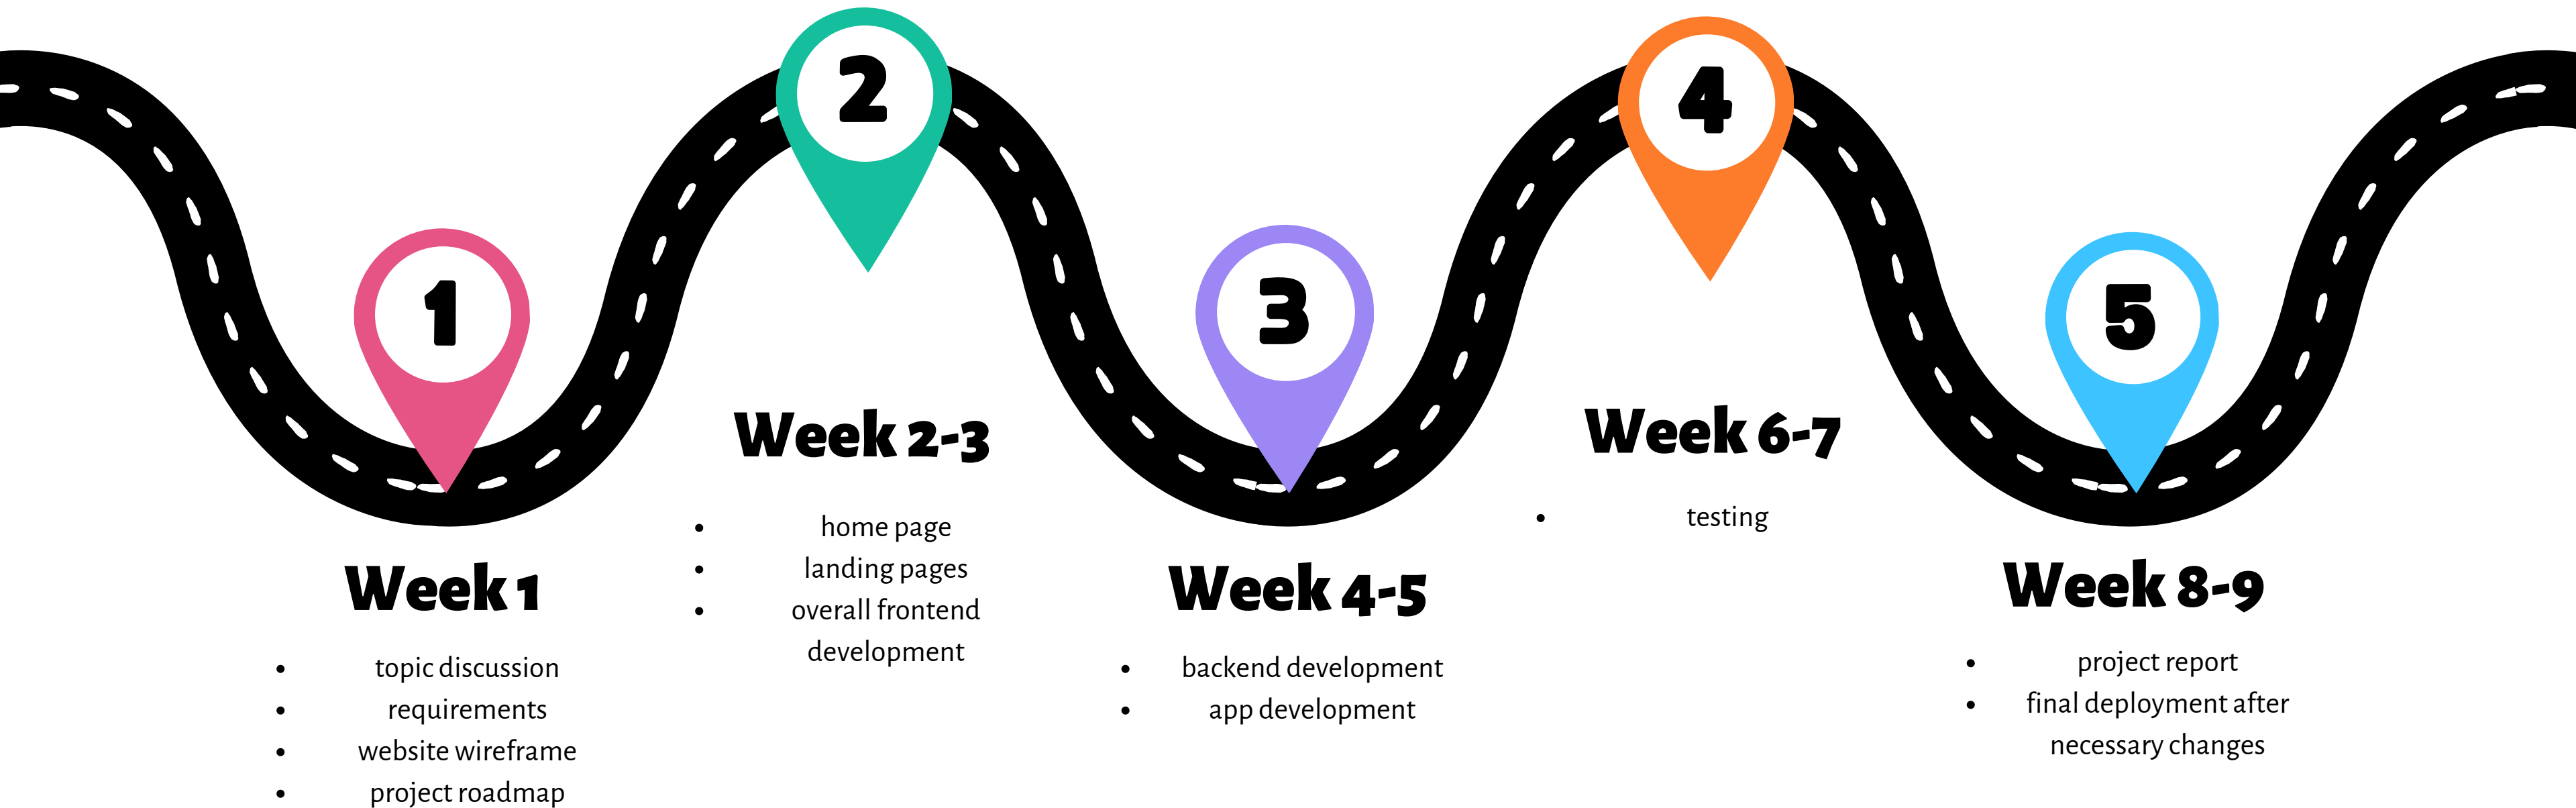 1
Week 1
• topic discussion
• requirements
• website wireframe
• project roadmap
2
Week 2-3
• home page
• landing pages
• overall frontend
development
3
Week 4-5
• backend development
• app development
4
Week 6-7
• testing
5
Week 8-9
• project report
• final deployment after
necessary changes